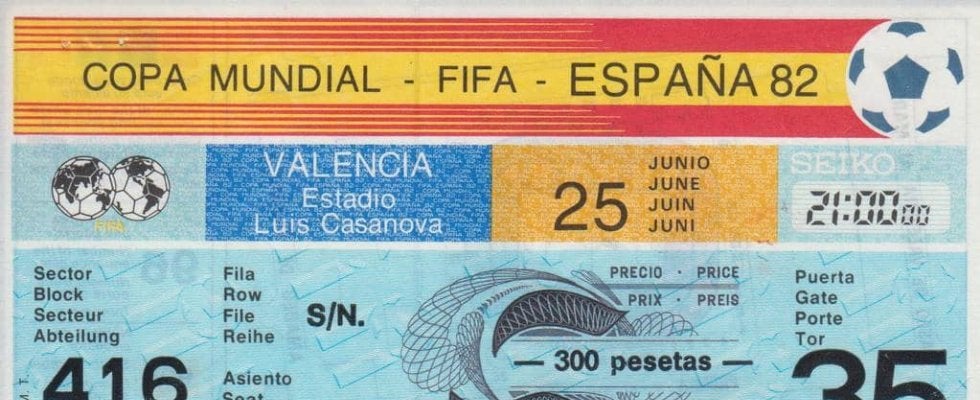 COPA MUNDIAL - FIFA - ESPAÑA 82
FIFA
VALENCIA
Estadio
Luis Casanova
25
JUNIO
JUNE
JUIN
JUNI
SEIKO
21:00 00
Sector
Block
Secteur
Abteilung
416
Fila
Row
File
Reihe
S/N.
Asiento
Seat
PRECIO · PRICE
PRIX · PREIS
— 300 pesetas —
Puerta
Gate
Porte
Tor
35